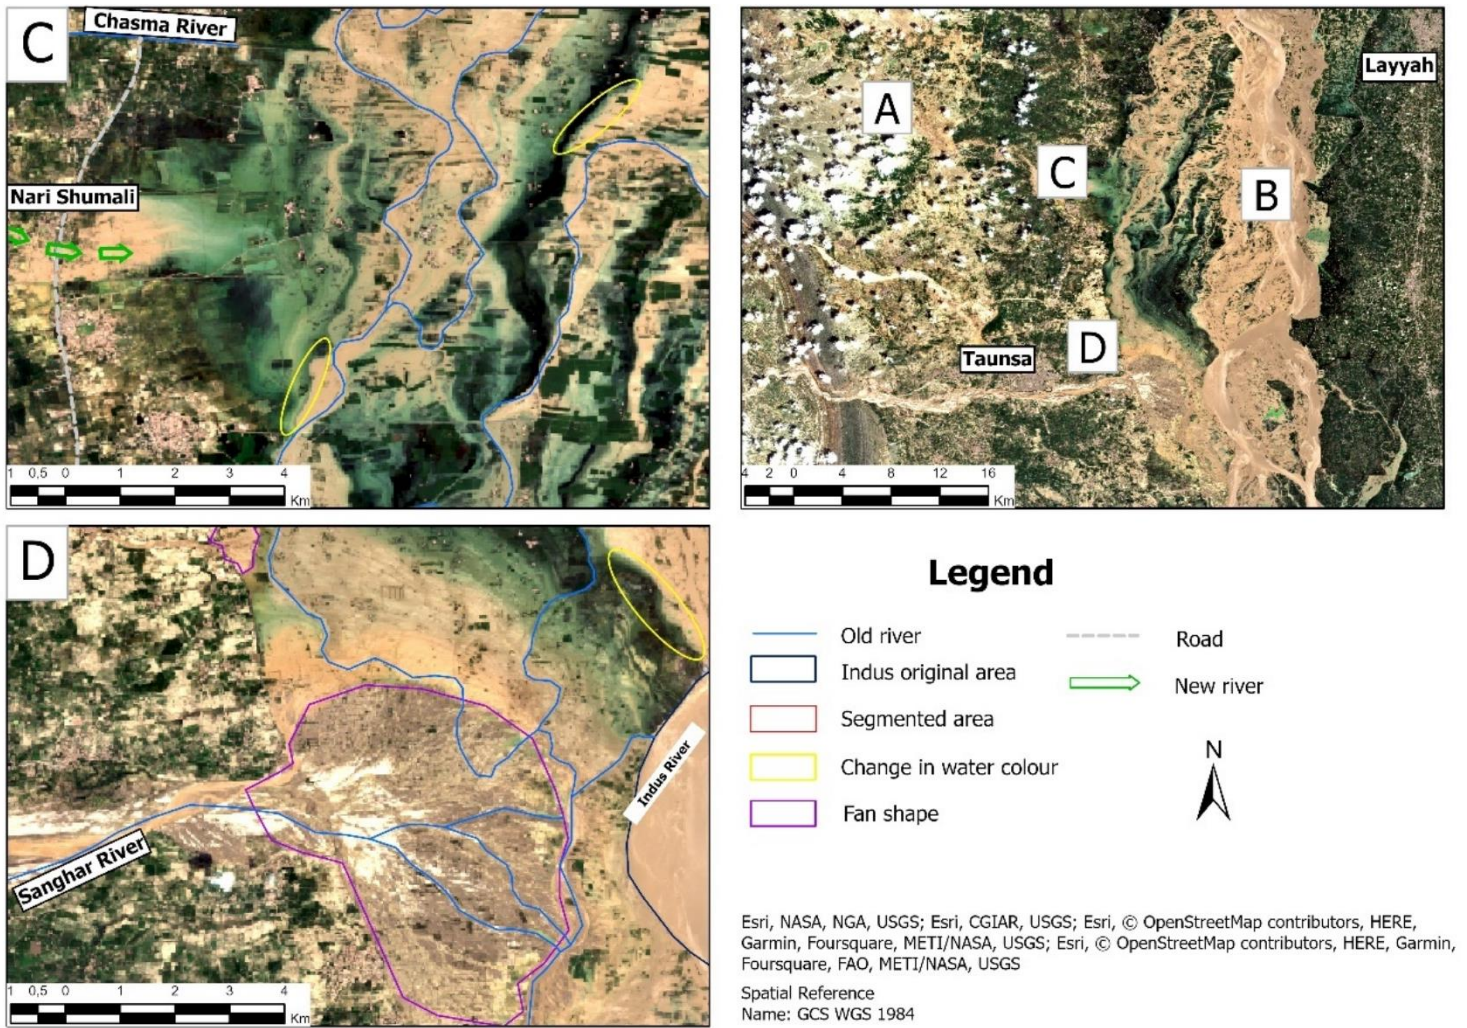 C
Chasma River
Nari Shumali
1 0,5 0 1 2 3 4
Km
A
Layyah
C
B
D
Taunsa
4 2 0 4 8 12 16
Km
D
Sanghar River
Indus River
1 0,5 0 1 2 3 4
Km
Legend
Old river
Road
Indus original area
New river
Segmented area
Change in water colour
Fan shape
N
Esri, NASA, NGA, USGS; Esri, CGIAR, USGS; Esri, © OpenStreetMap contributors, HERE,
Garmin, Foursquare, METI/NASA, USGS; Esri, © OpenStreetMap contributors, HERE, Garmin,
Foursquare, FAO, METI/NASA, USGS
Spatial Reference
Name: GCS WGS 1984